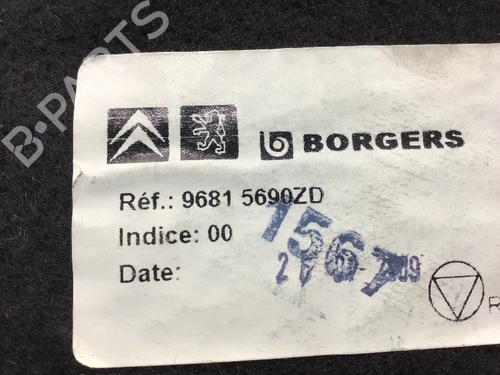 B-PARTS
BORGERS
Réf.: 9681 5690ZD
Indice: 00
1567
Date:
R